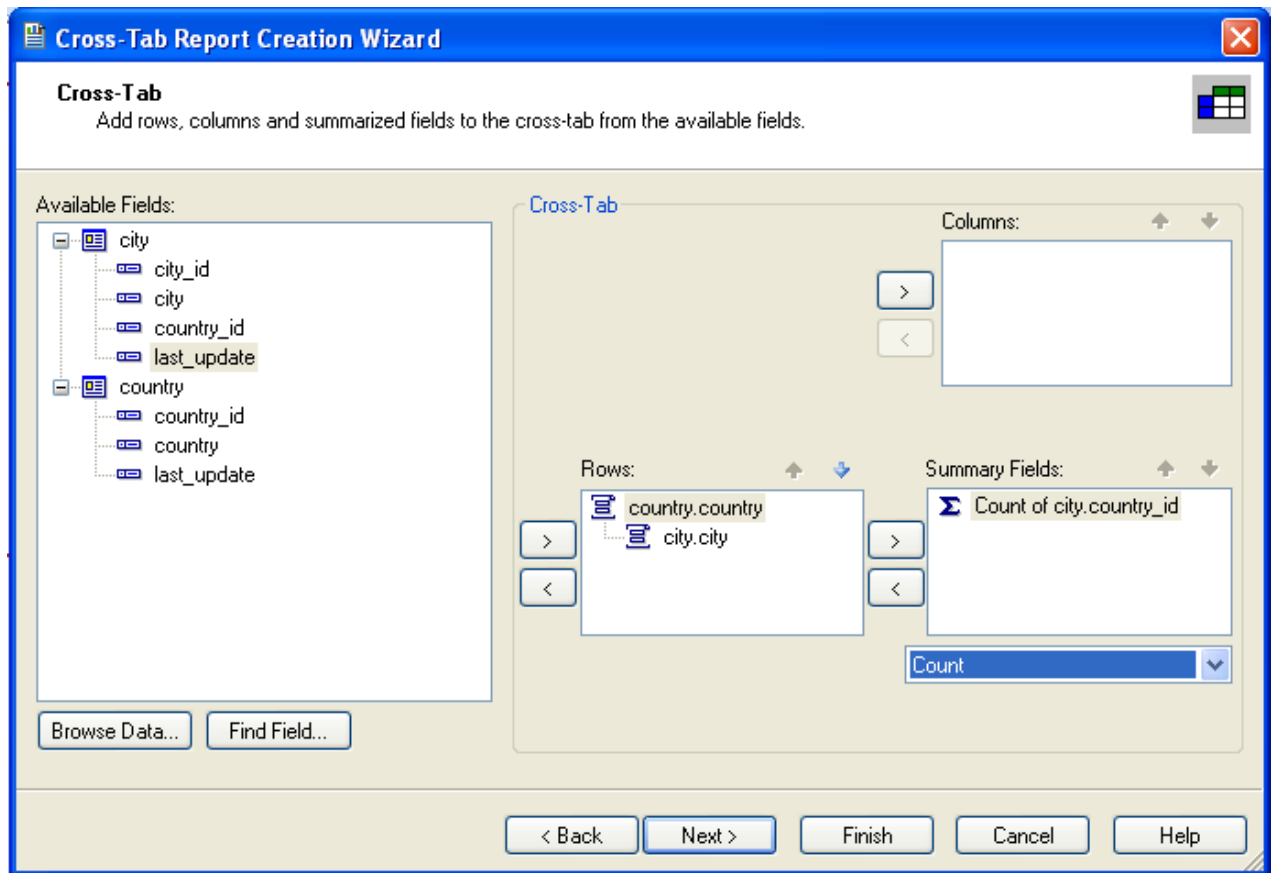 Cross-Tab Report Creation Wizard
Cross-Tab
Add rows, columns and summarized fields to the cross-tab from the available fields.
Available Fields:
city
city_id
city
country_id
last_update
country
country_id
country
last_update
Browse Data...
Find Field...
Cross-Tab
Columns:
>
<
Rows:
country.country
city.city
>
<
Summary Fields:
Σ Count of city.country_id
>
<
Count
< Back
Next >
Finish
Cancel
Help